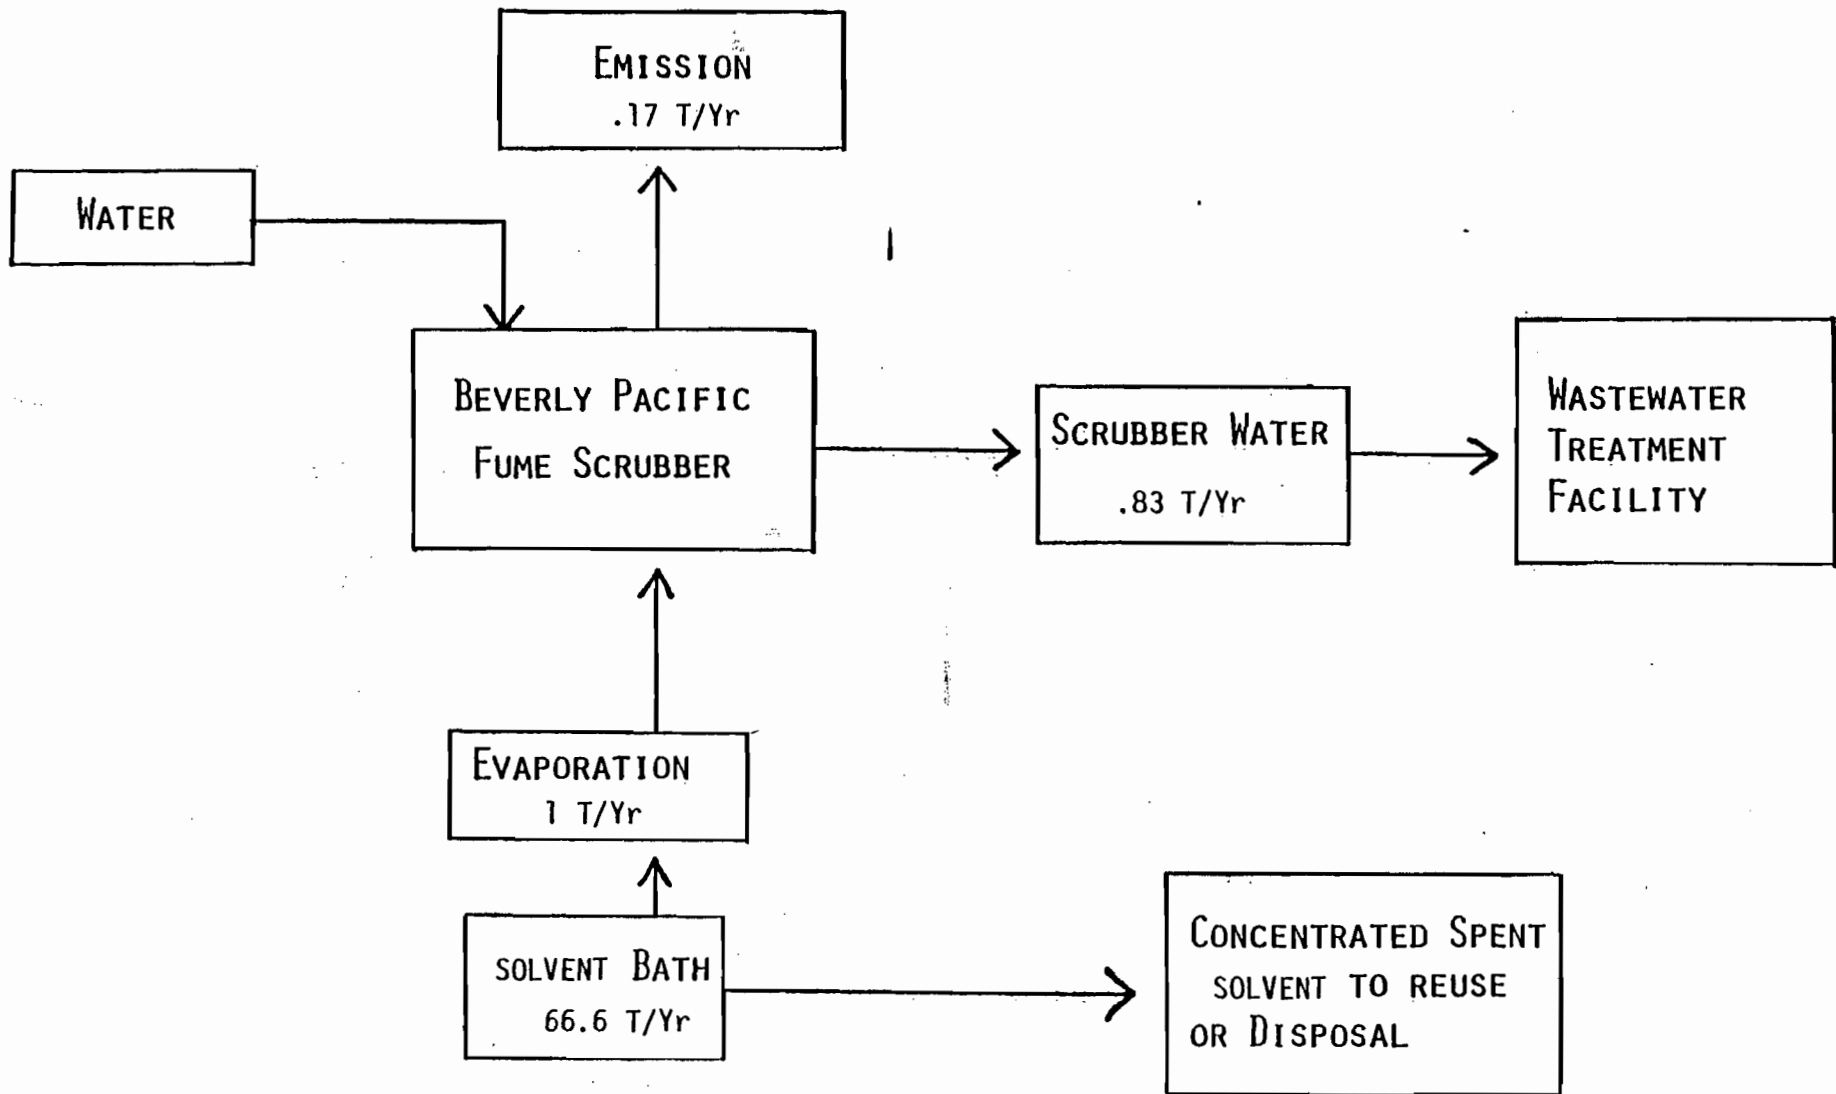 EMISSION
.17 T/Yr
WATER
BEVERLY PACIFIC
FUME SCRUBBER
SCRUBBER WATER
.83 T/Yr
WASTEWATER
TREATMENT
FACILITY
EVAPORATION
1 T/Yr
SOLVENT BATH
66.6 T/Yr
CONCENTRATED SPENT
SOLVENT TO REUSE
OR DISPOSAL